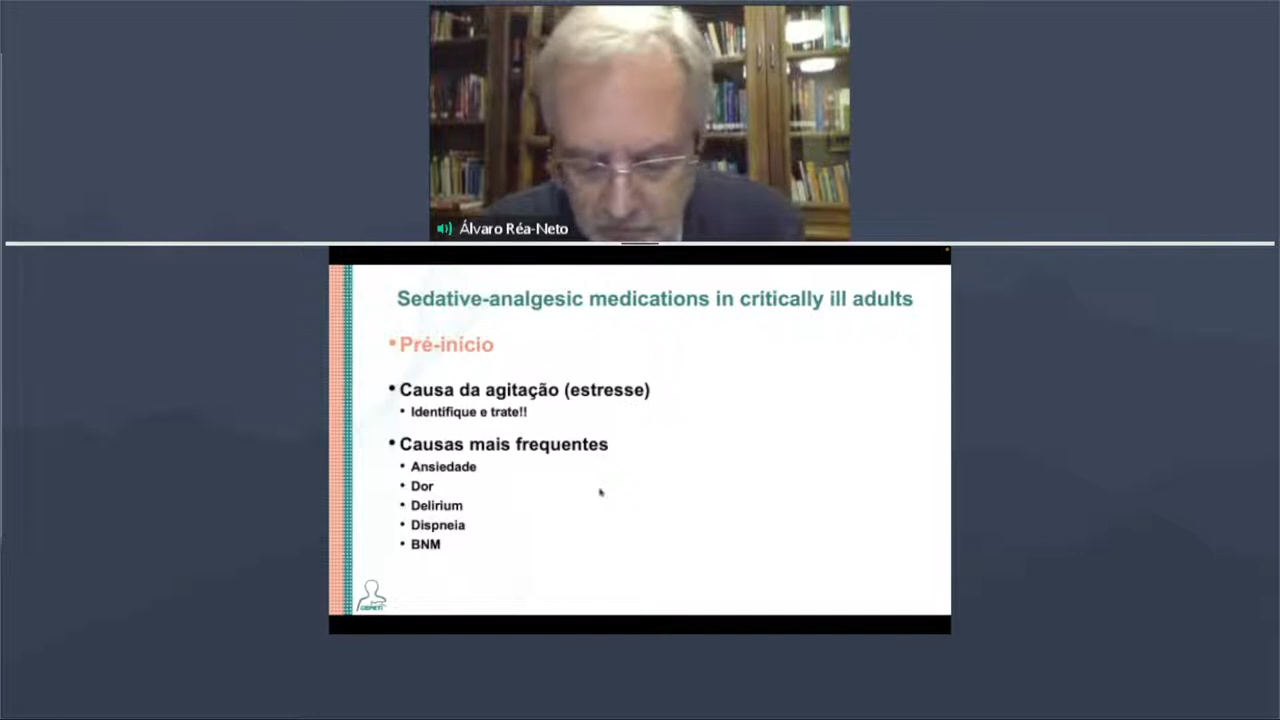 Álvaro Réa-Neto
Sedative-analgesic medications in critically ill adults
•Pré-início
• Causa da agitação (estresse)
• Identifique e trate!!
• Causas mais frequentes
• Ansiedade
• Dor
• Delirium
• Dispneia
• BNM
CEPETI